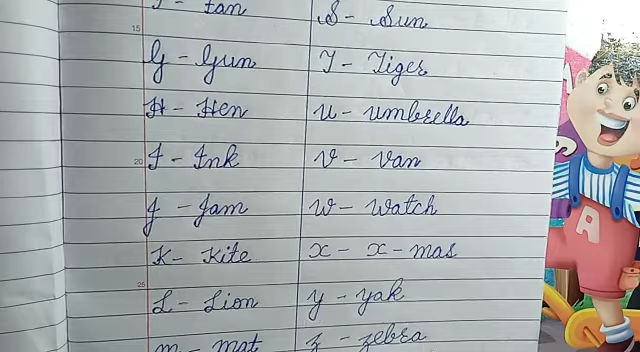 F - Fan
G - Gun
H - Hen
I - Ink
J - Jam
K - Kite
L - Lion
m - mat
S - Sun
T - Tiger
U - Umbrella
V - Van
W - Watch
X - X-mas
y - yak
z - zebra
15
20
25
A